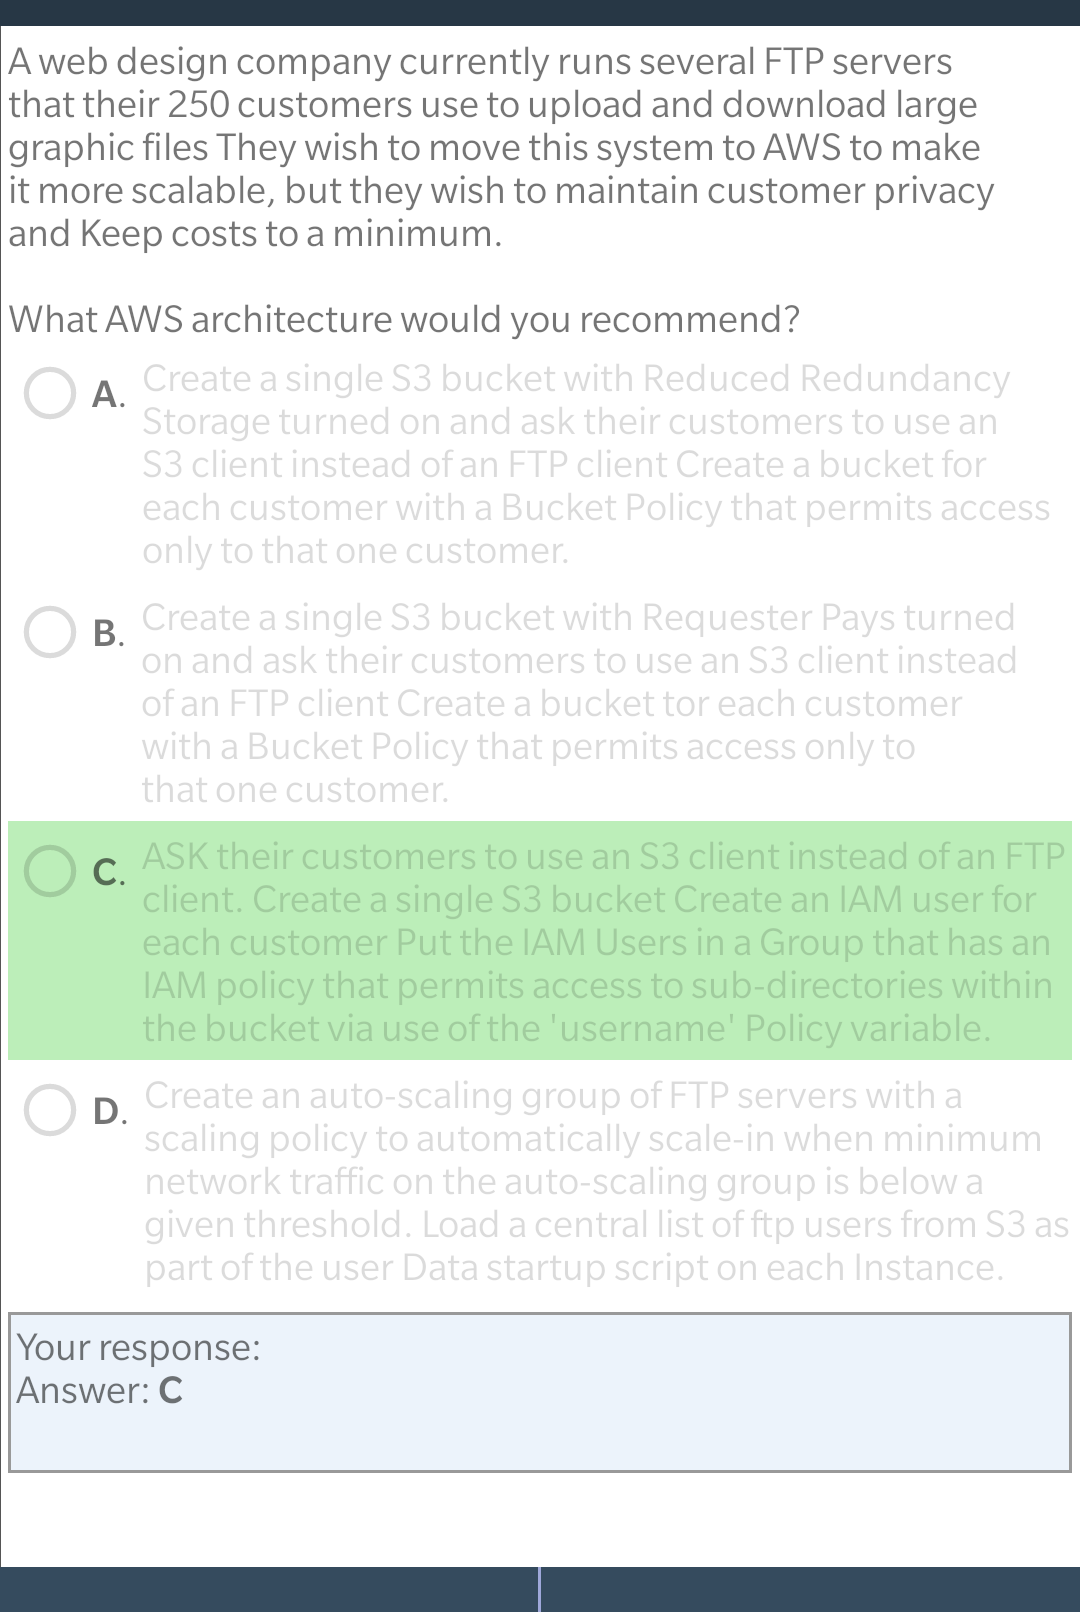 A web design company currently runs several FTP servers
that their 250 customers use to upload and download large
graphic files They wish to move this system to AWS to make
it more scalable, but they wish to maintain customer privacy
and Keep costs to a minimum.
What AWS architecture would you recommend?
A. Create a single S3 bucket with Reduced Redundancy
Storage turned on and ask their customers to use an
S3 client instead of an FTP client Create a bucket for
each customer with a Bucket Policy that permits access
only to that one customer.
B. Create a single S3 bucket with Requester Pays turned
on and ask their customers to use an S3 client instead
of an FTP client Create a bucket tor each customer
with a Bucket Policy that permits access only to
that one customer.
C. ASK their customers to use an S3 client instead of an FTP
client. Create a single S3 bucket Create an IAM user for
each customer Put the IAM Users in a Group that has an
IAM policy that permits access to sub-directories within
the bucket via use of the 'username' Policy variable.
D. Create an auto-scaling group of FTP servers with a
scaling policy to automatically scale-in when minimum
network traffic on the auto-scaling group is below a
given threshold. Load a central list of ftp users from S3 as
part of the user Data startup script on each Instance.
Your response:
Answer: C